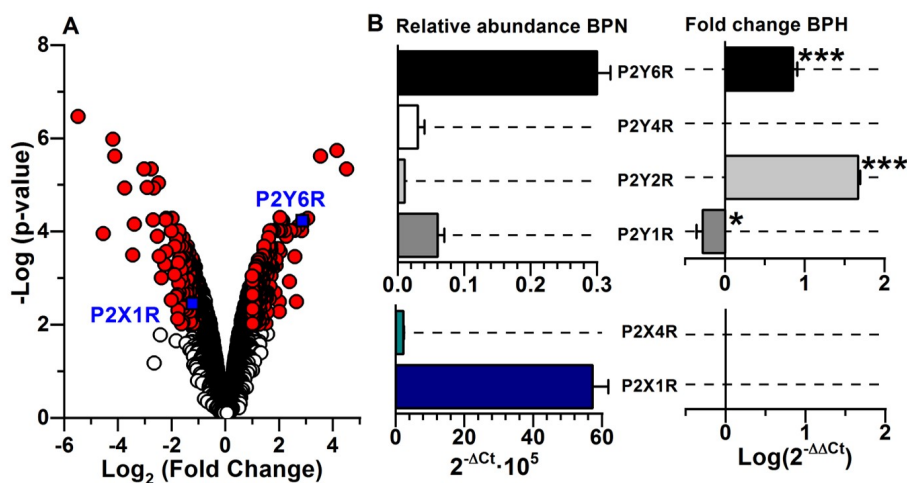 A
8
6
4
2
0
-6
-4
-2
0
2
4
-Log (p-value)
Log2 (Fold Change)
P2Y6R
P2X1R
B
Relative abundance BPN
Fold change BPH
P2Y6R
***
P2Y4R
P2Y2R
***
P2Y1R
*
0.0
0.1
0.2
0.3
0
1
2
P2X4R
P2X1R
0
20
40
60
0
1
2
2-ΔCt·105
Log(2-ΔΔCt)